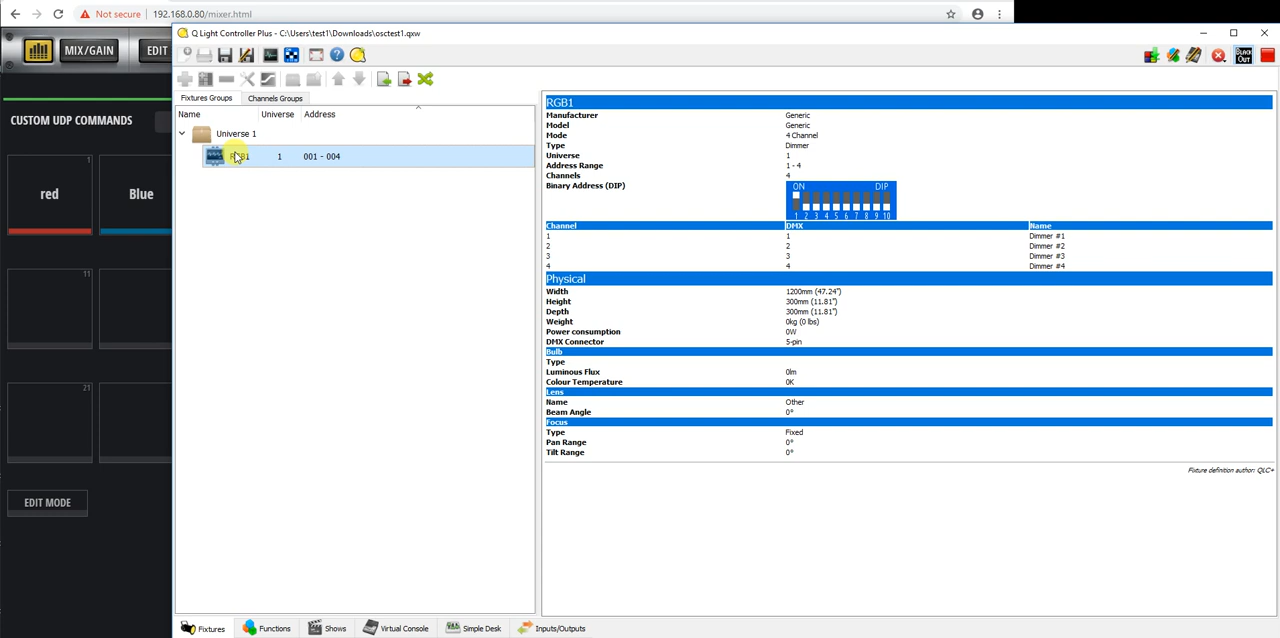 Not secure 192.168.0.80/mixer.html
Q Light Controller Plus - C:\Users\test1\Downloads\osctest1.qxw
MIX/GAIN EDIT
BLACK OUT
Fixtures Groups Channels Groups
Name Universe Address
Universe 1
RGB1 1 001 - 004
CUSTOM UDP COMMANDS
1
red
Blue
11
21
EDIT MODE
RGB1
Manufacturer Generic
Model Generic
Mode 4 Channel
Type Dimmer
Universe 1
Address Range 1 - 4
Channels 4
Binary Address (DIP)
ON DIP
1 2 3 4 5 6 7 8 9 10
Channel DMX Name
1 1 Dimmer #1
2 2 Dimmer #2
3 3 Dimmer #3
4 4 Dimmer #4
Physical
Width 1200mm (47.24")
Height 300mm (11.81")
Depth 300mm (11.81")
Weight 0kg (0 lbs)
Power consumption 0W
DMX Connector 5-pin
Bulb
Type
Luminous Flux 0lm
Colour Temperature 0K
Lens
Name Other
Beam Angle 0°
Focus
Type Fixed
Pan Range 0°
Tilt Range 0°
Fixture definition author: QLC+
Fixtures Functions Shows Virtual Console Simple Desk Inputs/Outputs